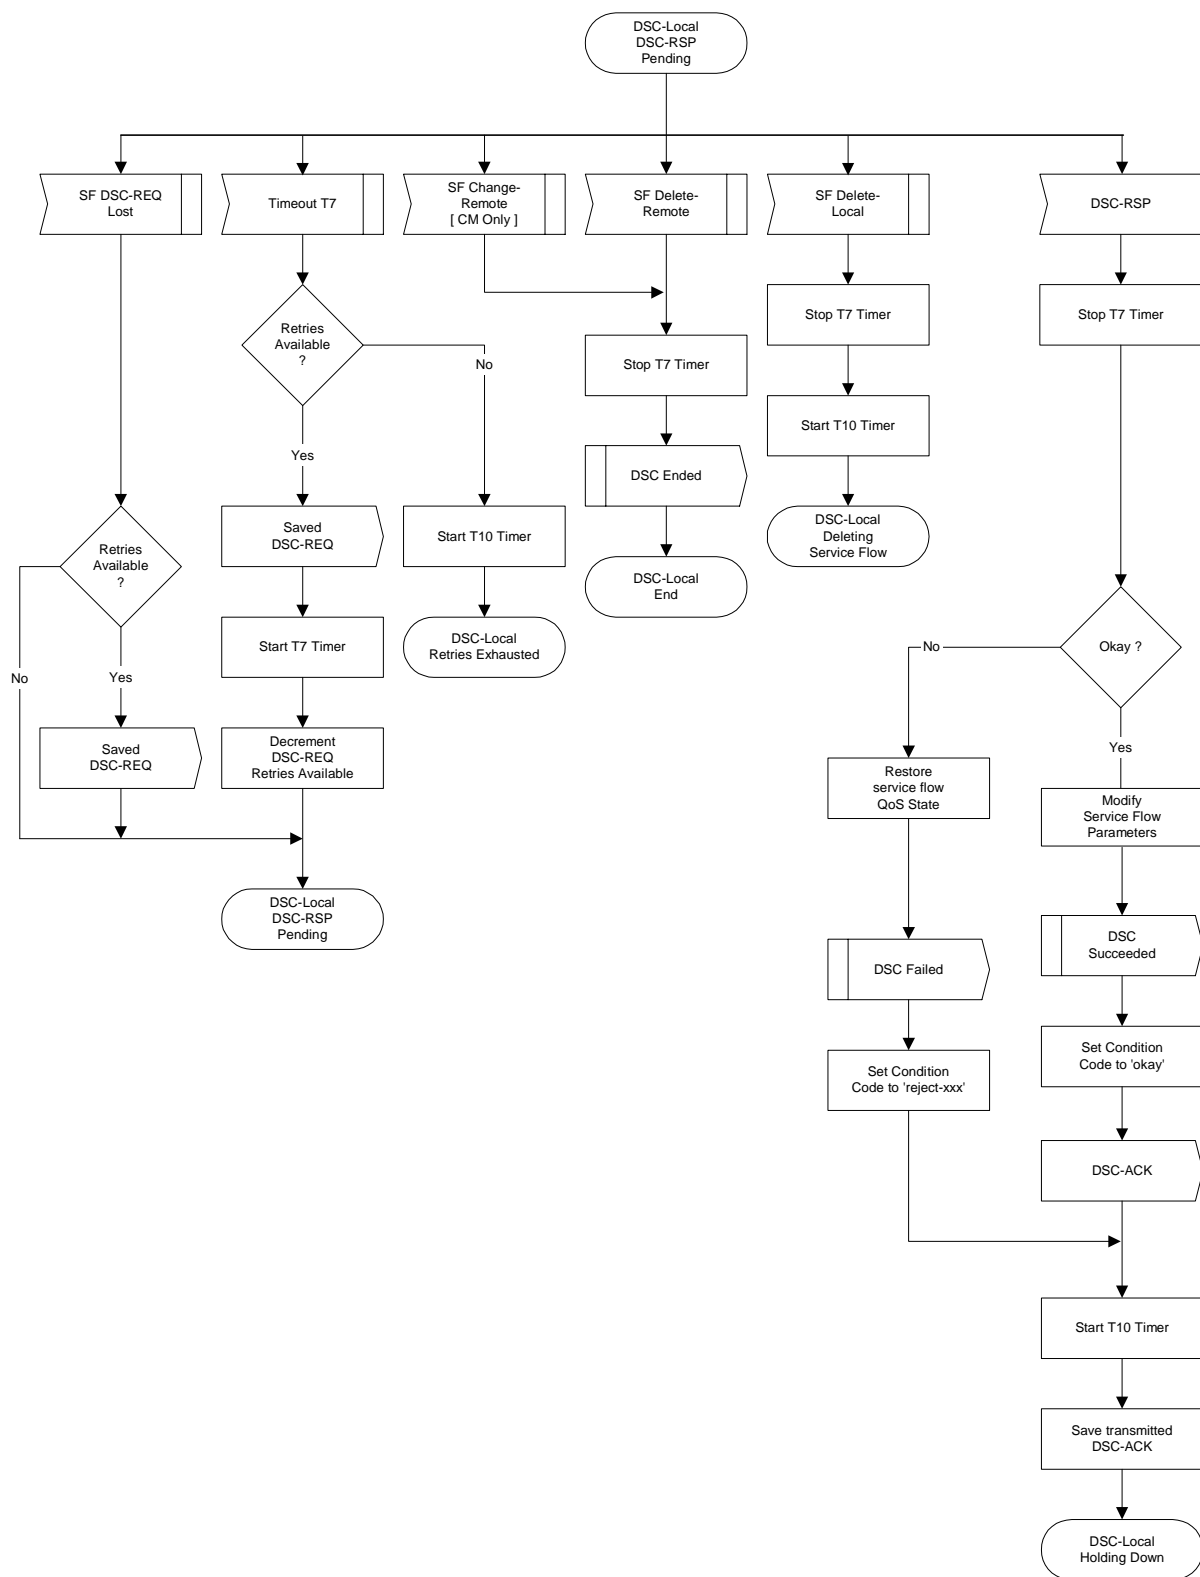 DSC-Local
DSC-RSP
Pending
SF DSC-REQ
Lost
Timeout T7
SF Change-
Remote
[ CM Only ]
SF Delete-
Remote
SF Delete-
Local
DSC-RSP
Retries
Available
?
No
Yes
Stop T7 Timer
Stop T7 Timer
Stop T7 Timer
Start T10 Timer
DSC Ended
Saved
DSC-REQ
Start T10 Timer
DSC-Local
Deleting
Service Flow
Retries
Available
?
DSC-Local
End
Start T7 Timer
DSC-Local
Retries Exhausted
No
Okay ?
No
Yes
Saved
DSC-REQ
Decrement
DSC-REQ
Retries Available
Yes
Restore
service flow
QoS State
Modify
Service Flow
Parameters
DSC-Local
DSC-RSP
Pending
DSC Failed
DSC
Succeeded
Set Condition
Code to 'reject-xxx'
Set Condition
Code to 'okay'
DSC-ACK
Start T10 Timer
Save transmitted
DSC-ACK
DSC-Local
Holding Down